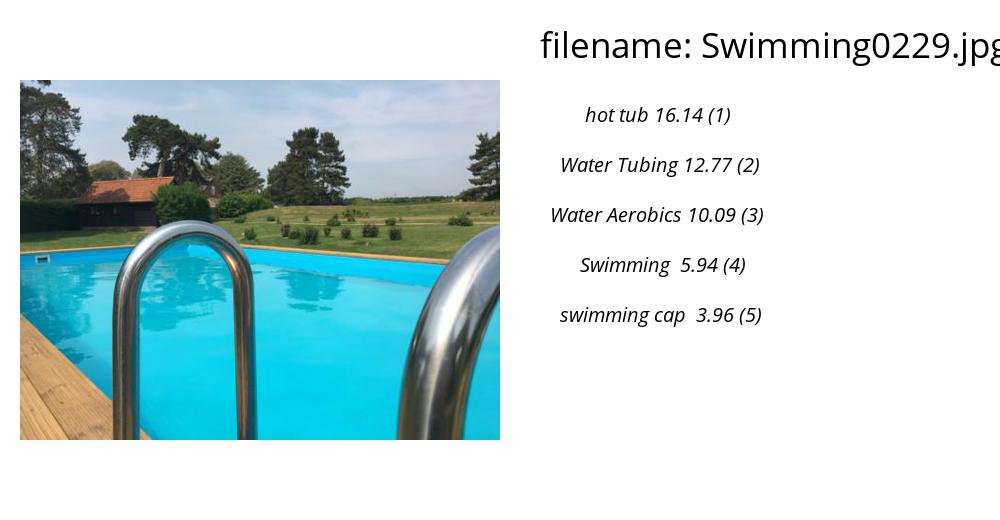 filename: Swimming0229.jpg
hot tub 16.14 (1)
Water Tubing 12.77 (2)
Water Aerobics 10.09 (3)
Swimming 5.94 (4)
swimming cap 3.96 (5)